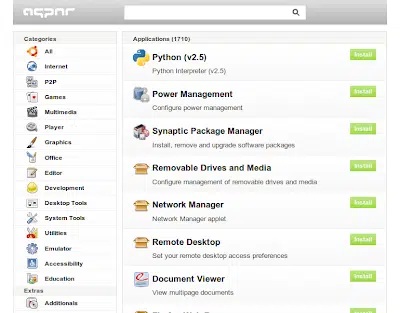 appnr
Categories
All
Internet
P2P
Games
Multimedia
Player
Graphics
Office
Editor
Development
Desktop Tools
System Tools
Utilities
Emulator
Accessibility
Education
Extras
Additionals
Applications (1710)
Python (v2.5)
Python Interpreter (v2.5)
Install
Power Management
Configure power management
Install
Synaptic Package Manager
Install, remove and upgrade software packages
Install
Removable Drives and Media
Configure management of removable drives and media
Install
Network Manager
Network Manager applet
Install
Remote Desktop
Set your remote desktop access preferences
Install
Document Viewer
View multipage documents
Install